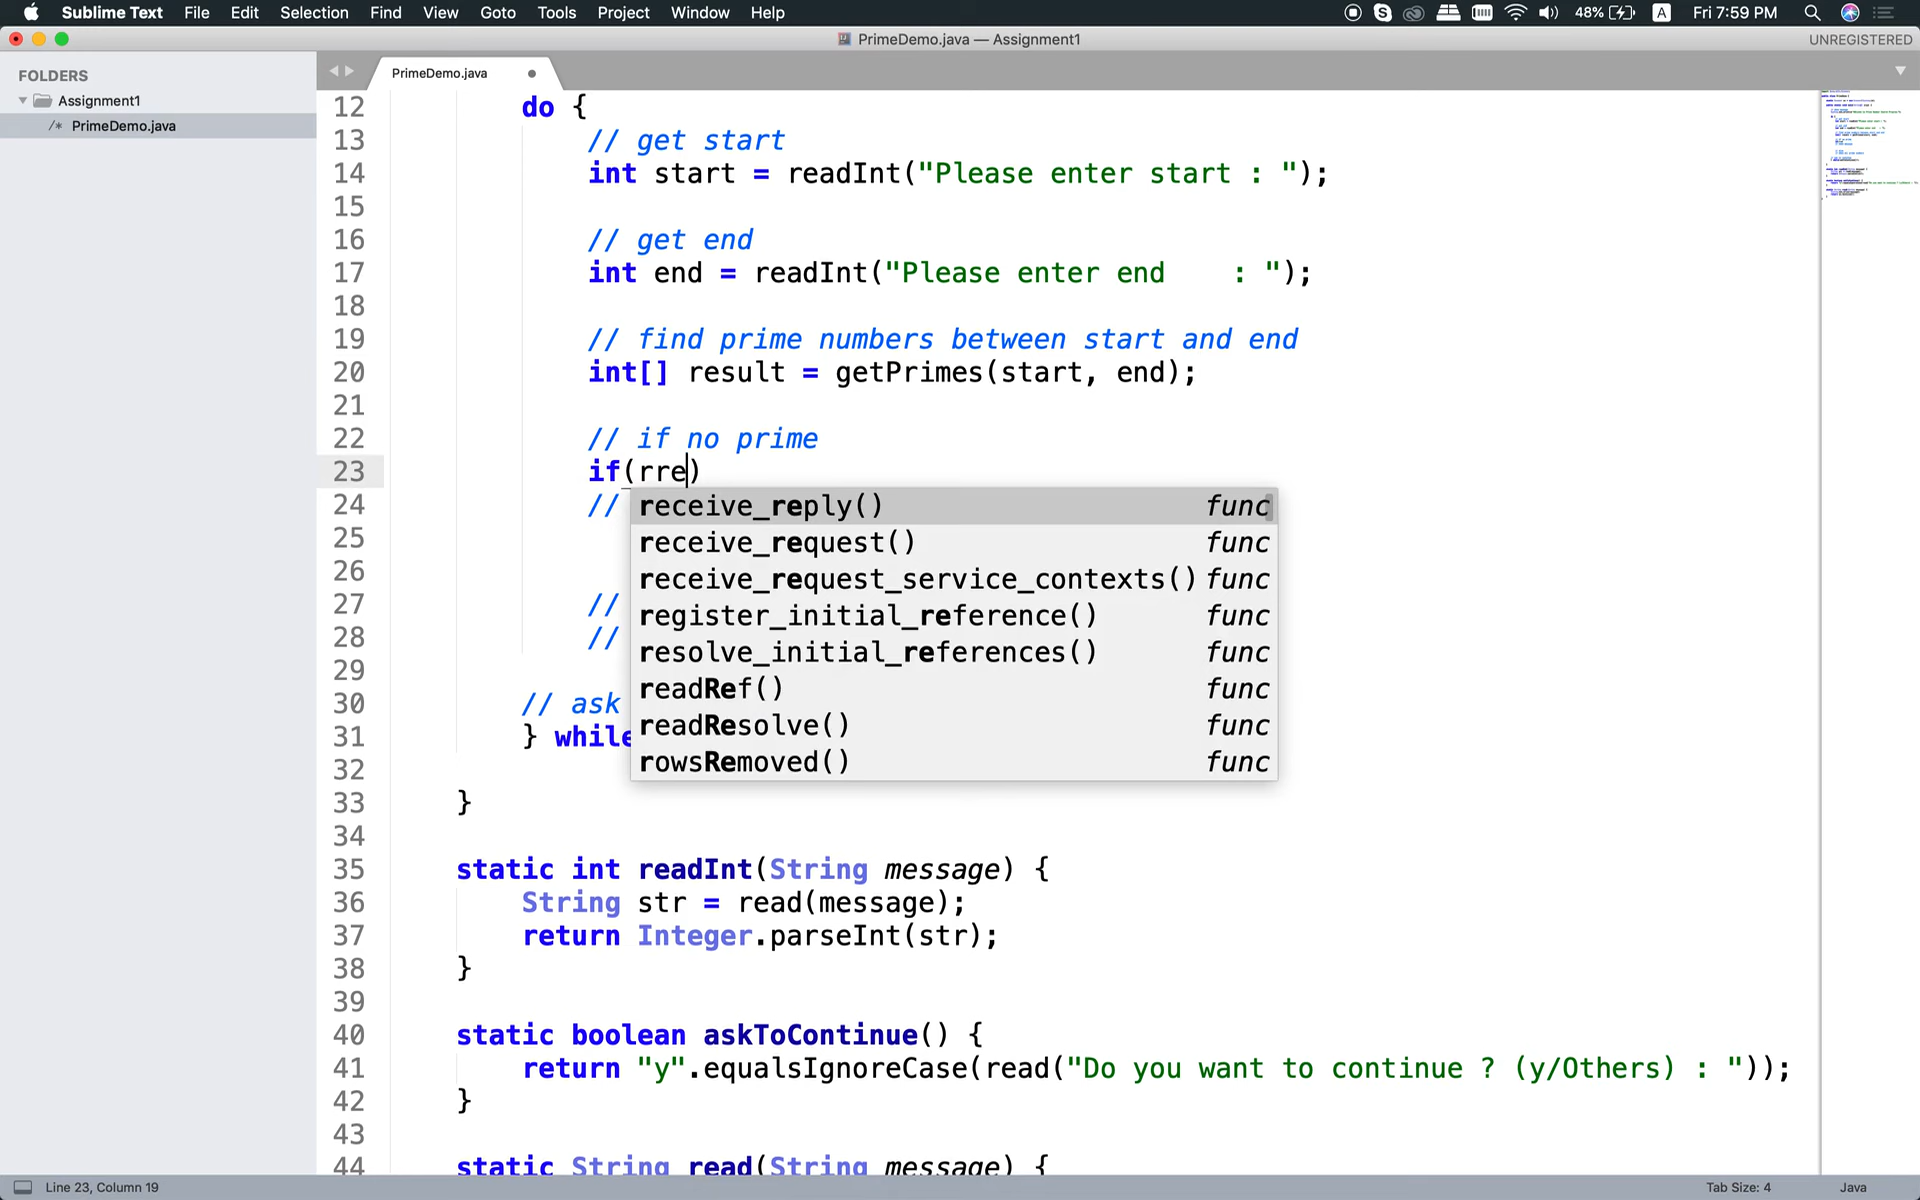 Sublime Text File Edit Selection Find View Goto Tools Project Window Help 48% A Fri 7:59 PM
PrimeDemo.java — Assignment1 UNREGISTERED
FOLDERS
Assignment1
/* PrimeDemo.java
PrimeDemo.java
12 do {
13 // get start
14 int start = readInt("Please enter start : ");
15
16 // get end
17 int end = readInt("Please enter end    : ");
18
19 // find prime numbers between start and end
20 int[] result = getPrimes(start, end);
21
22 // if no prime
23 if(rre)
24 //
receive_reply() func
25
receive_request() func
26
receive_request_service_contexts() func
27 //
register_initial_reference() func
28 //
resolve_initial_references() func
29
readRef() func
30 // ask
readResolve() func
31 } while
rowsRemoved() func
32
33 }
34
35 static int readInt(String message) {
36 String str = read(message);
37 return Integer.parseInt(str);
38 }
39
40 static boolean askToContinue() {
41 return "y".equalsIgnoreCase(read("Do you want to continue ? (y/Others) : "));
42 }
43
44 static String read(String message) {
Line 23, Column 19 Tab Size: 4 Java